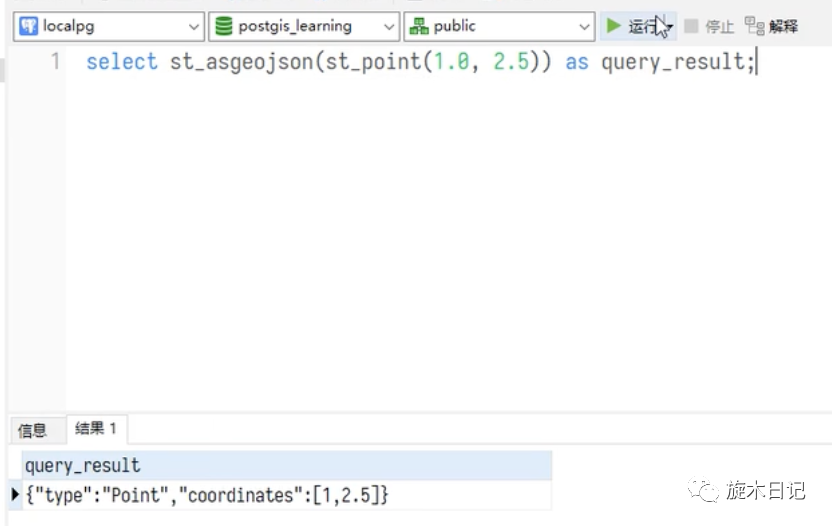 localpg postgis_learning public 运行 停止 解释
1 select st_asgeojson(st_point(1.0, 2.5)) as query_result;
信息 结果 1
query_result
{"type":"Point","coordinates":[1,2.5]}
旋木日记